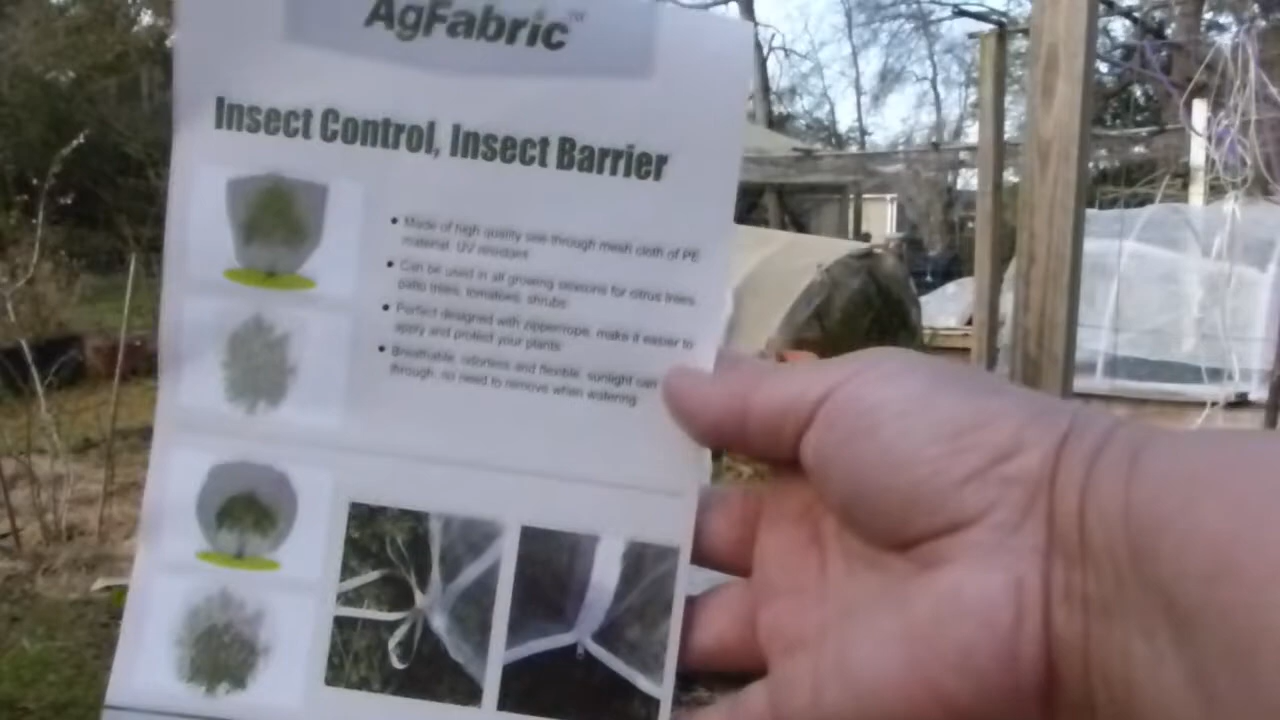 AgFabric™
Insect Control, Insect Barrier
• Made of high quality see-through mesh cloth of PE
material. UV resistant
• Can be used in all growing seasons for citrus trees,
patio trees, tomatoes, shrubs
• Perfect designed with zipper/rope, make it easier to
apply and protect your plants
• Breathable, odorless and flexible, sunlight can
through, no need to remove when watering